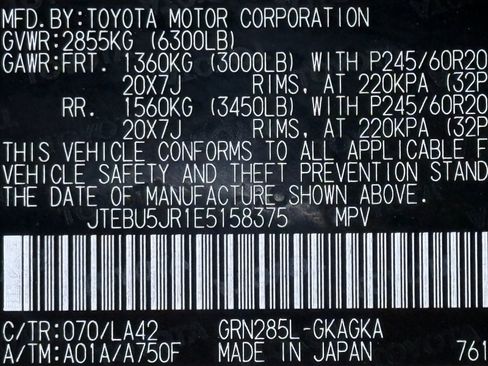 MFD.BY:TOYOTA MOTOR CORPORATION
GVWR:2855KG (6300LB)
GAWR:FRT. 1360KG (3000LB) WITH P245/60R20
20X7J RIMS, AT 220KPA (32P
RR. 1560KG (3450LB) WITH P245/60R20
20X7J RIMS, AT 220KPA (32P
THIS VEHICLE CONFORMS TO ALL APPLICABLE F
VEHICLE SAFETY AND THEFT PREVENTION STAND
THE DATE OF MANUFACTURE SHOWN ABOVE.
JTEBU5JR1E5158375 MPV
C/TR:070/LA42 GRN285L-GKAGKA
A/TM:A01A/A750F MADE IN JAPAN 761